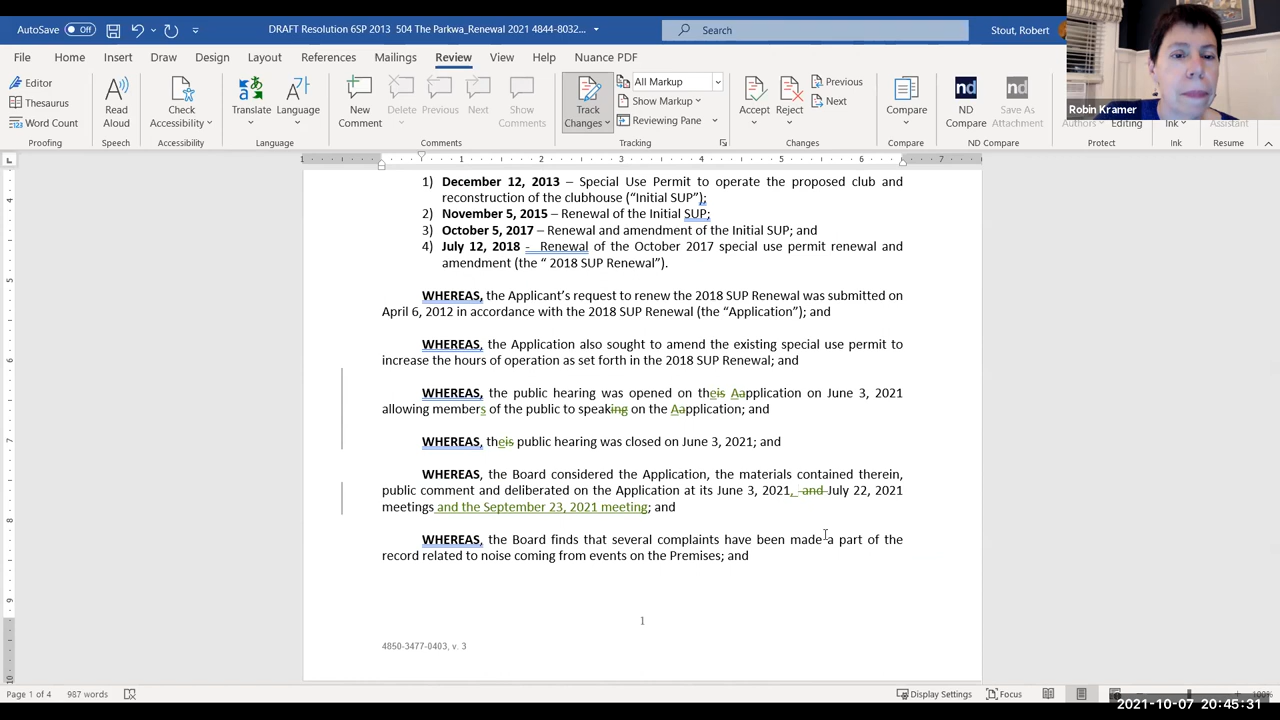 AutoSave Off DRAFT Resolution 6SP 2013 504 The Parkwa_Renewal 2021 4844-8032... Search Stout, Robert
File Home Insert Draw Design Layout References Mailings Review View Help Nuance PDF
Editor
Thesaurus
Word Count
Proofing
Read Aloud
Speech
Check Accessibility
Accessibility
Translate
Language
Language
New Comment
Delete
Previous
Next
Show Comments
Comments
Track Changes
All Markup
Show Markup
Reviewing Pane
Tracking
Accept
Reject
Previous
Next
Changes
Compare
Compare
ND Compare
Save As Attachment
ND Compare
Authors
Editing
Protect
Ink
Ink
Assistant
Resume
Robin Kramer
1) December 12, 2013 – Special Use Permit to operate the proposed club and
reconstruction of the clubhouse (“Initial SUP”);
2) November 5, 2015 – Renewal of the Initial SUP;
3) October 5, 2017 – Renewal and amendment of the Initial SUP; and
4) July 12, 2018 - Renewal of the October 2017 special use permit renewal and
amendment (the “ 2018 SUP Renewal”).
WHEREAS, the Applicant’s request to renew the 2018 SUP Renewal was submitted on
April 6, 2012 in accordance with the 2018 SUP Renewal (the “Application”); and
WHEREAS, the Application also sought to amend the existing special use permit to
increase the hours of operation as set forth in the 2018 SUP Renewal; and
WHEREAS, the public hearing was opened on theis Aapplication on June 3, 2021
allowing members of the public to speaking on the Aapplication; and
WHEREAS, theis public hearing was closed on June 3, 2021; and
WHEREAS, the Board considered the Application, the materials contained therein,
public comment and deliberated on the Application at its June 3, 2021, and July 22, 2021
meetings and the September 23, 2021 meeting; and
WHEREAS, the Board finds that several complaints have been made a part of the
record related to noise coming from events on the Premises; and
1
4850-3477-0403, v. 3
Page 1 of 4 987 words Display Settings Focus 100%
2021-10-07 20:45:31